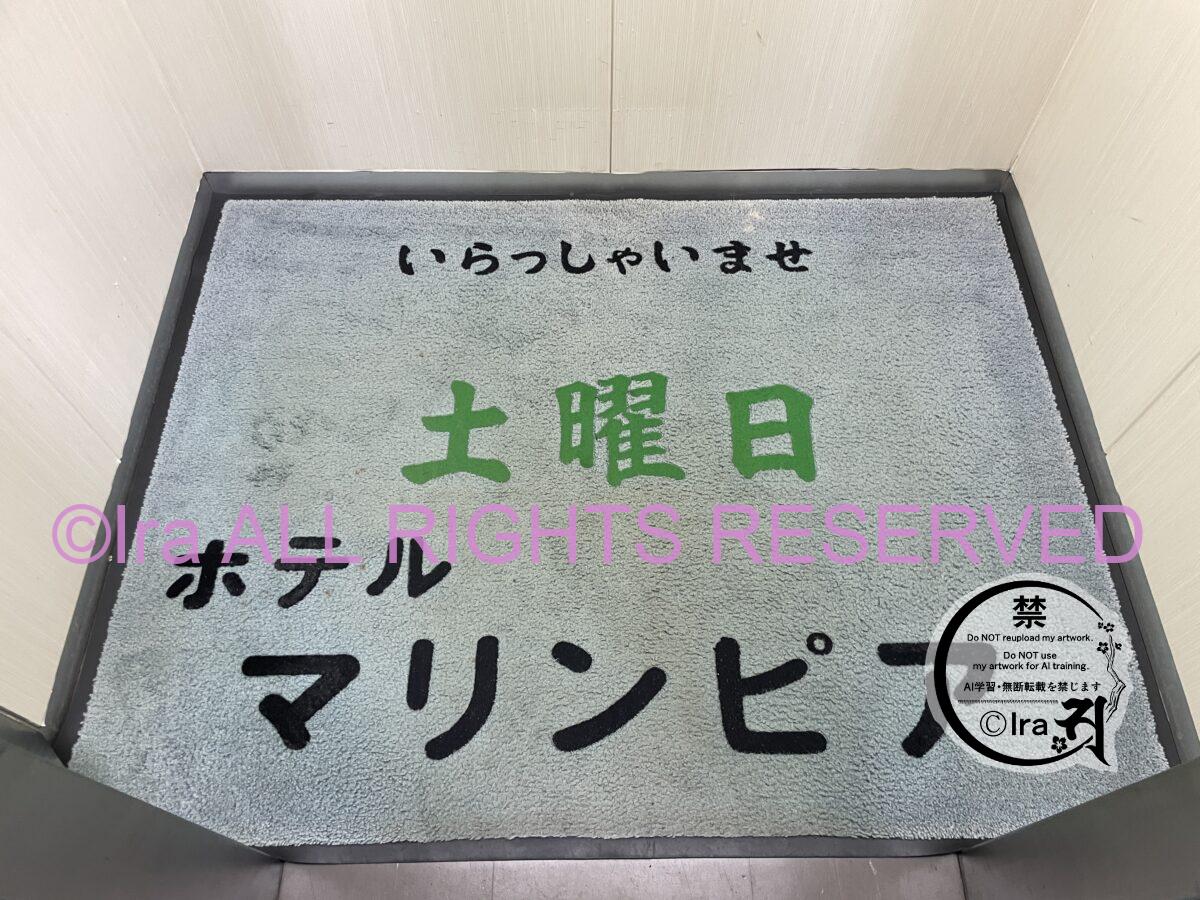 いらっしゃいませ
土曜日
©Ira ALL RIGHTS RESERVED
ホテル
マリンピア
禁
Do NOT reupload my artwork.
Do NOT use
my artwork for AI training.
AI学習・無断転載を禁じます
©Ira